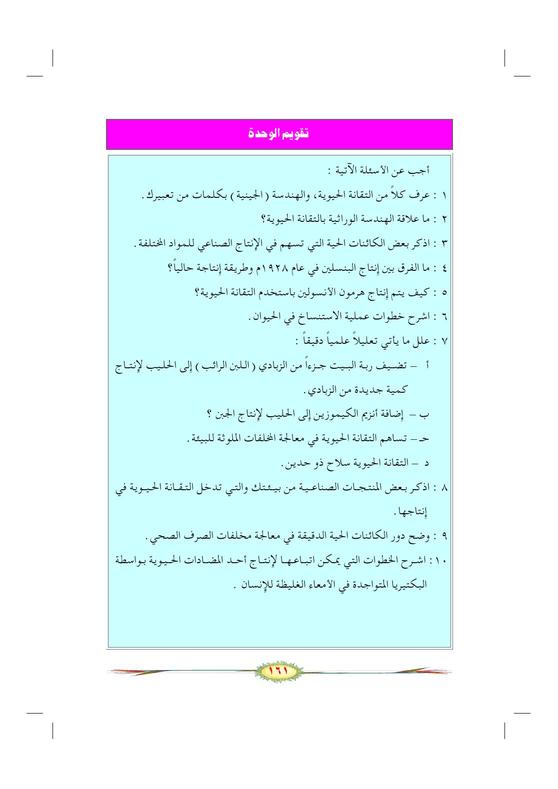 تقويم الوحدة
أجب عن الأسئلة الآتية :
١ : عرف كلاً من التقانة الحيوية، والهندسة ( الجينية ) بكلمات من تعبيرك .
٢ : ما علاقة الهندسة الوراثية بالتقانة الحيوية؟
٣ : اذكر بعض الكائنات الحية التي تسهم في الإنتاج الصناعي للمواد المختلفة .
٤ : ما الفرق بين إنتاج البنسلين في عام ١٩٢٨م وطريقة إنتاجة حالياً؟
٥ : كيف يتم إنتاج هرمون الأنسولين باستخدم التقانة الحيوية؟
٦ : اشرح خطوات عملية الاستنساخ في الحيوان .
٧ : علل ما يأتي تعليلاً علمياً دقيقاً :
أ – تضيف ربة البيت جزءاً من الزبادي ( اللبن الرائب ) إلى الحليب لإنتاج
كمية جديدة من الزبادي .
ب – إضافة أنزيم الكيموزين إلى الحليب لإنتاج الجبن ؟
حـ – تساهم التقانة الحيوية في معالجة المخلفات الملوثة للبيئة .
د – التقانة الحيوية سلاح ذو حدين .
٨ : اذكر بعض المنتجات الصناعية من بيئتك والتي تدخل التقانة الحيوية في
إنتاجها .
٩ : وضح دور الكائنات الحية الدقيقة في معالجة مخلفات الصرف الصحي .
١٠ : اشرح الخطوات التي يمكن اتباعها لإنتاج أحد المضادات الحيوية بواسطة
البكتيريا المتواجدة في الأمعاء الغليظة للإنسان .
١٦١